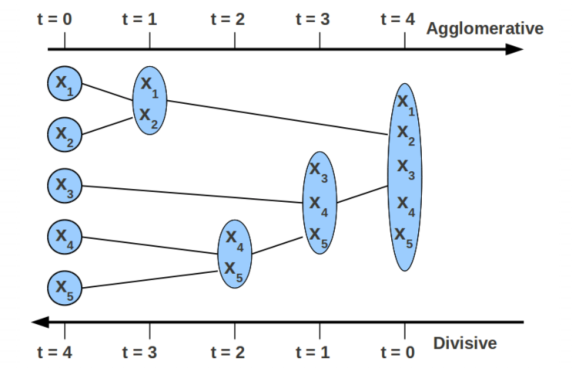 t = 0 t = 1 t = 2 t = 3 t = 4
Agglomerative
x1
x2
x3
x4
x5
x1
x2
x4
x5
x3
x4
x5
x1
x2
x3
x4
x5
Divisive
t = 4 t = 3 t = 2 t = 1 t = 0